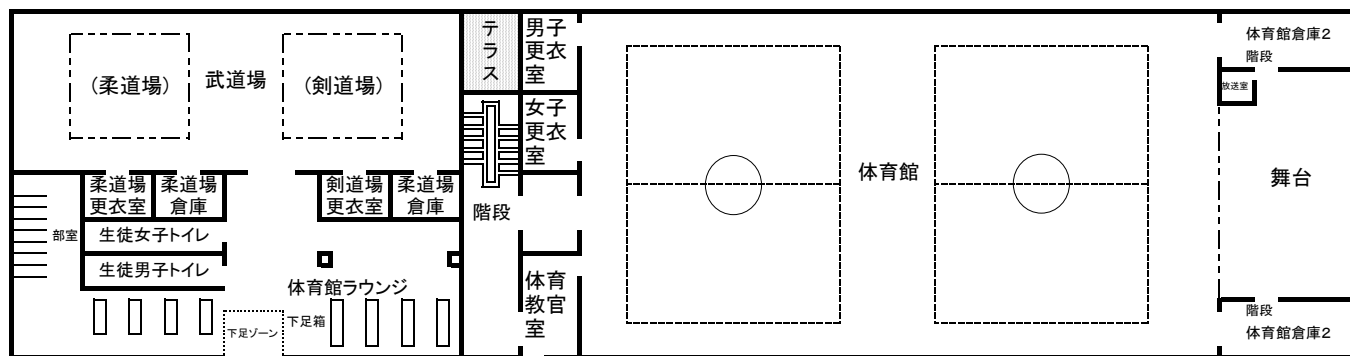 テラス
男子
更衣
室
体育館倉庫2
階段
(柔道場)
武道場
(剣道場)
放送室
女子
更衣
室
体育館
舞台
柔道場
更衣室
柔道場
倉庫
剣道場
更衣室
柔道場
倉庫
階段
部室
生徒女子トイレ
生徒男子トイレ
体育館ラウンジ
体育
教官
室
下足ゾーン
下足箱
階段
体育館倉庫2